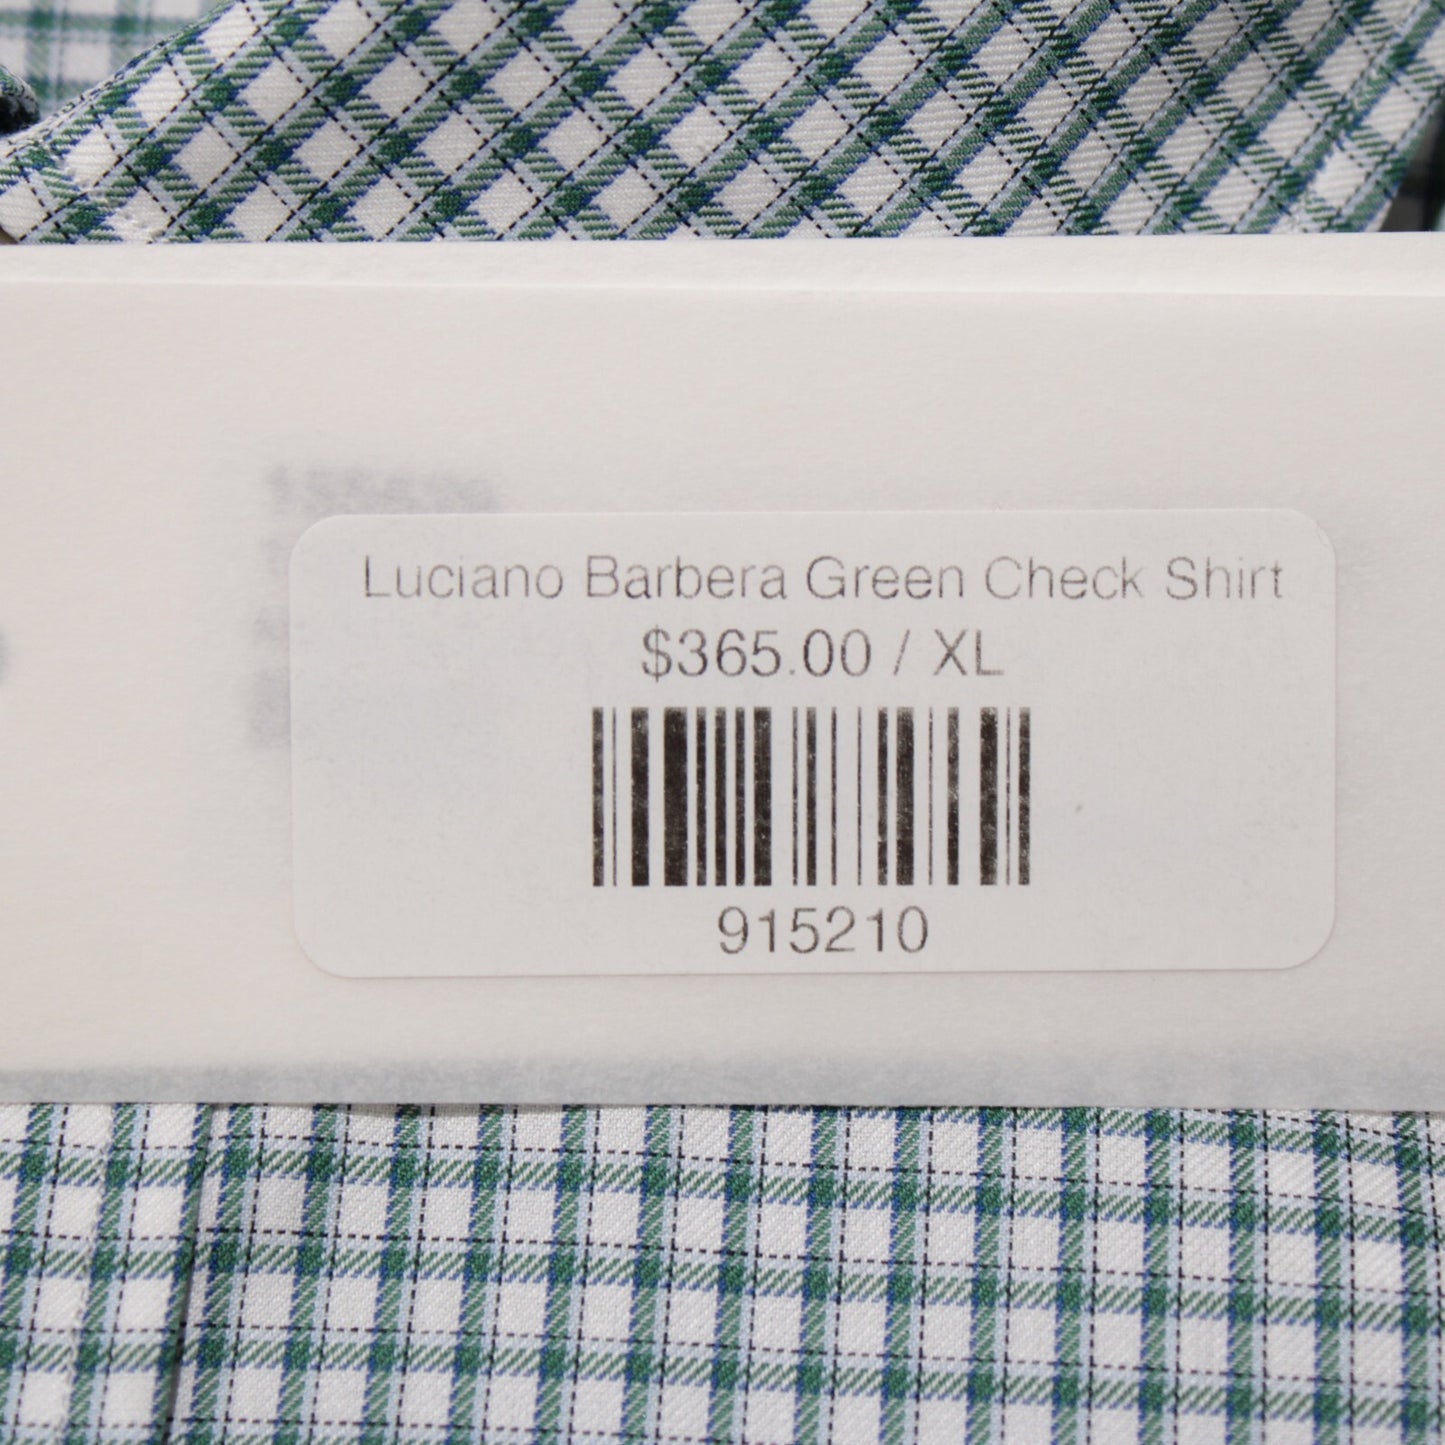 Luciano Barbera Green Check Shirt
$365.00 / XL
915210